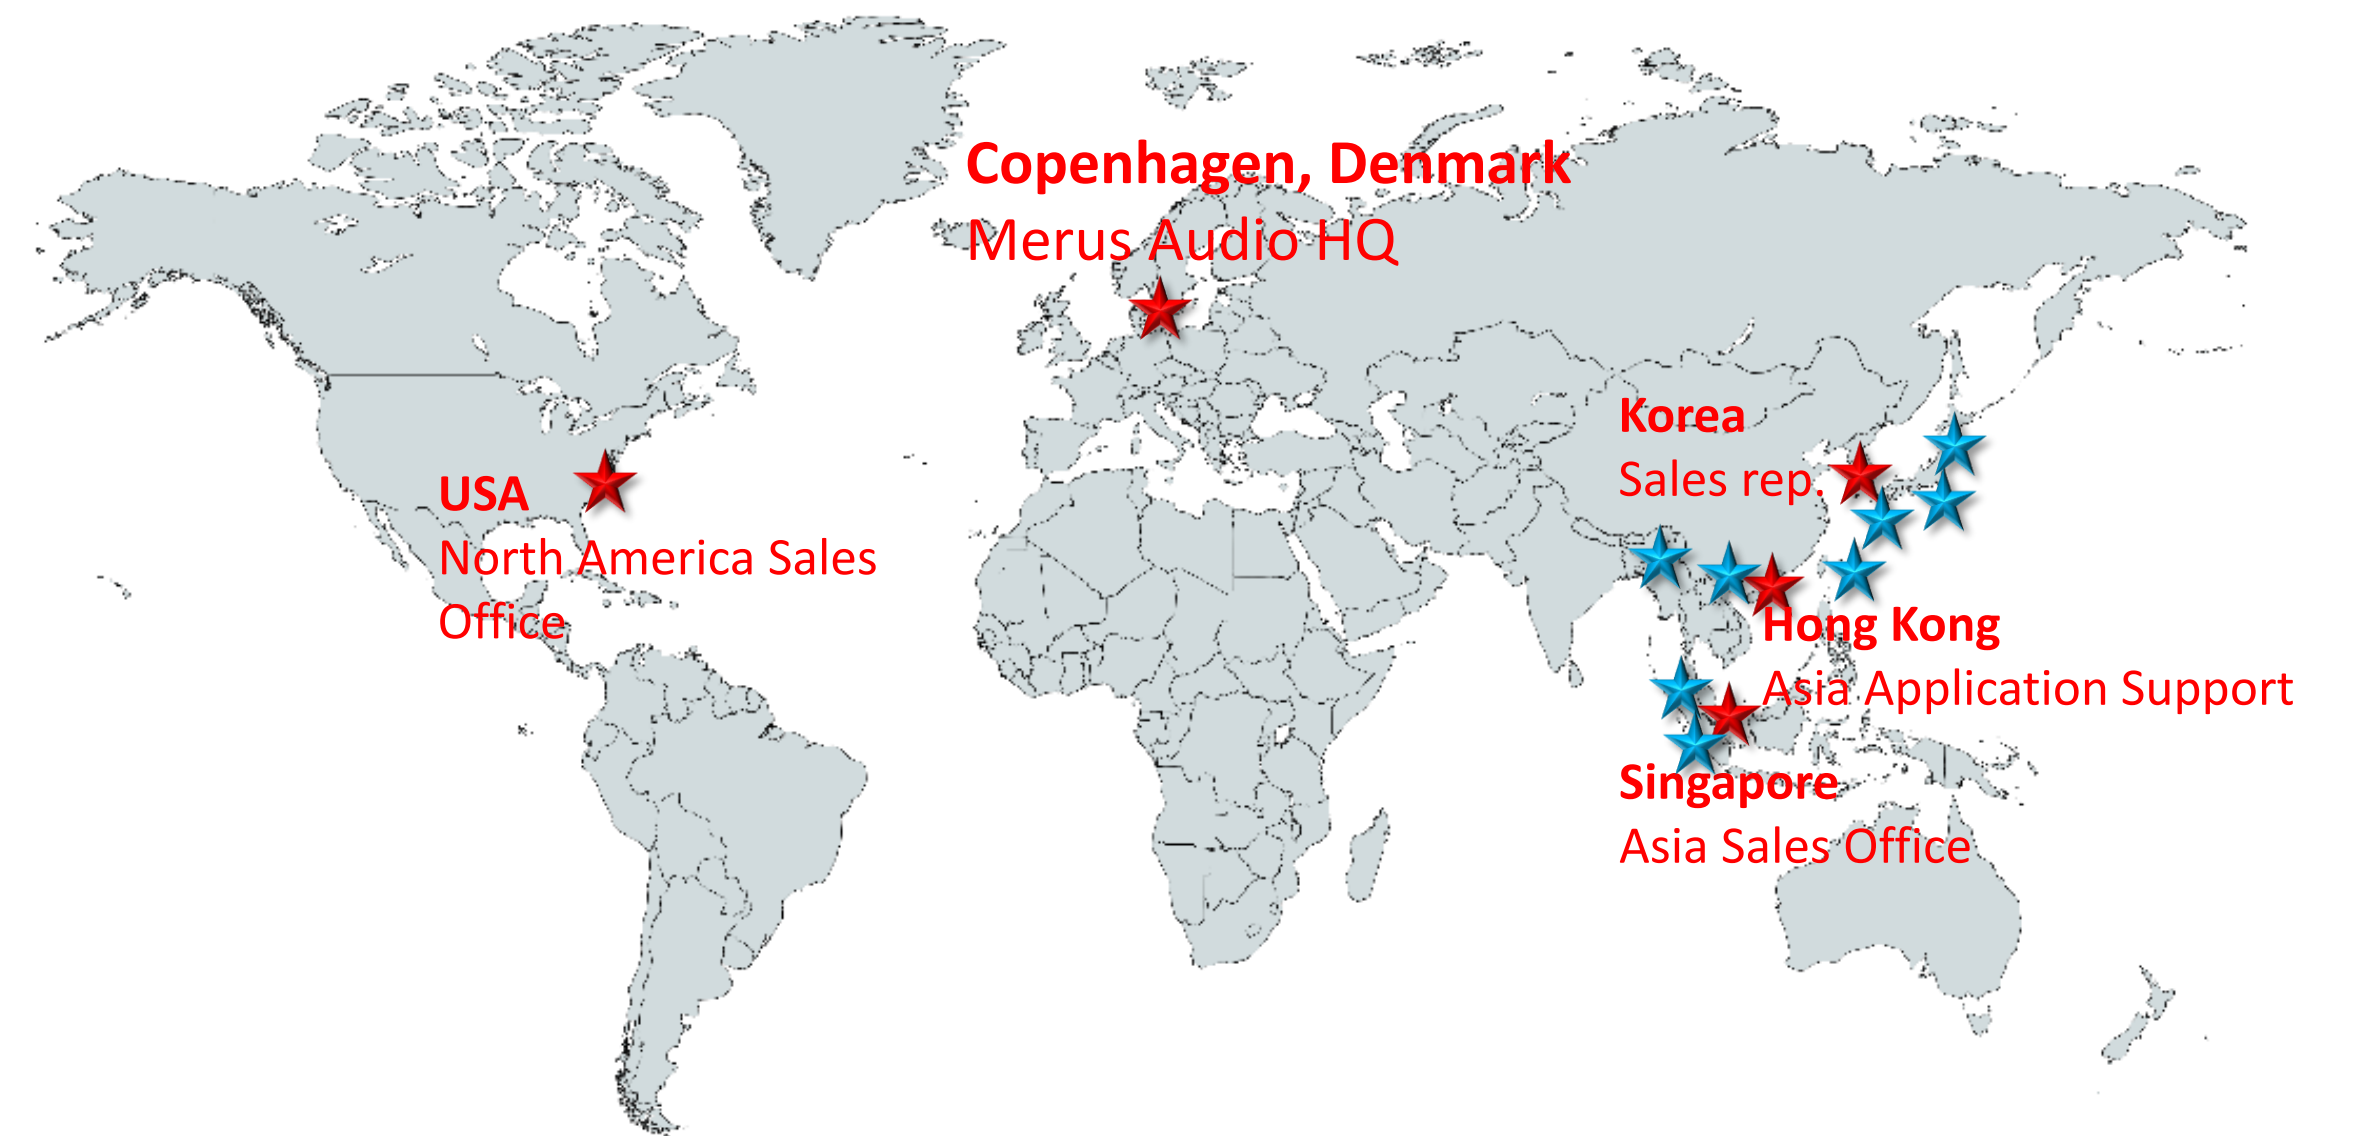 Copenhagen, Denmark
Merus Audio HQ
USA
North America Sales
Office
Korea
Sales rep.
Hong Kong
Asia Application Support
Singapore
Asia Sales Office